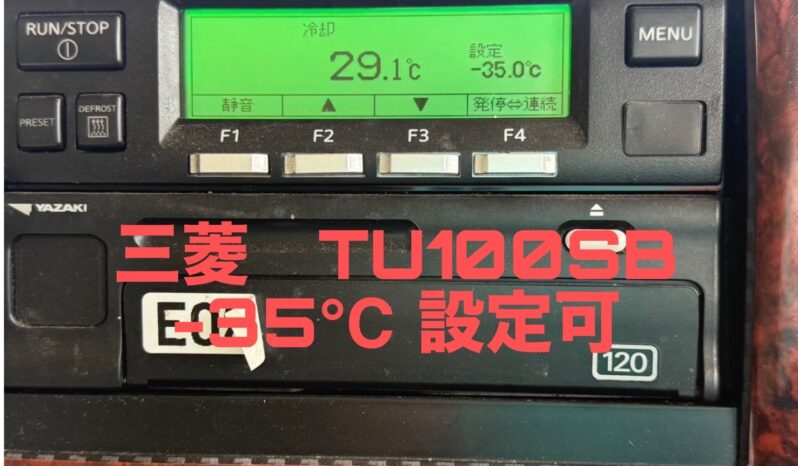 RUN/STOP
冷却
29.1℃
設定
-35.0℃
MENU
静音 ▲ ▼ 発停⇔連続
PRESET
DEFROST
F1 F2 F3 F4
YAZAKI
三菱 TU100SB
-35℃ 設定可
120